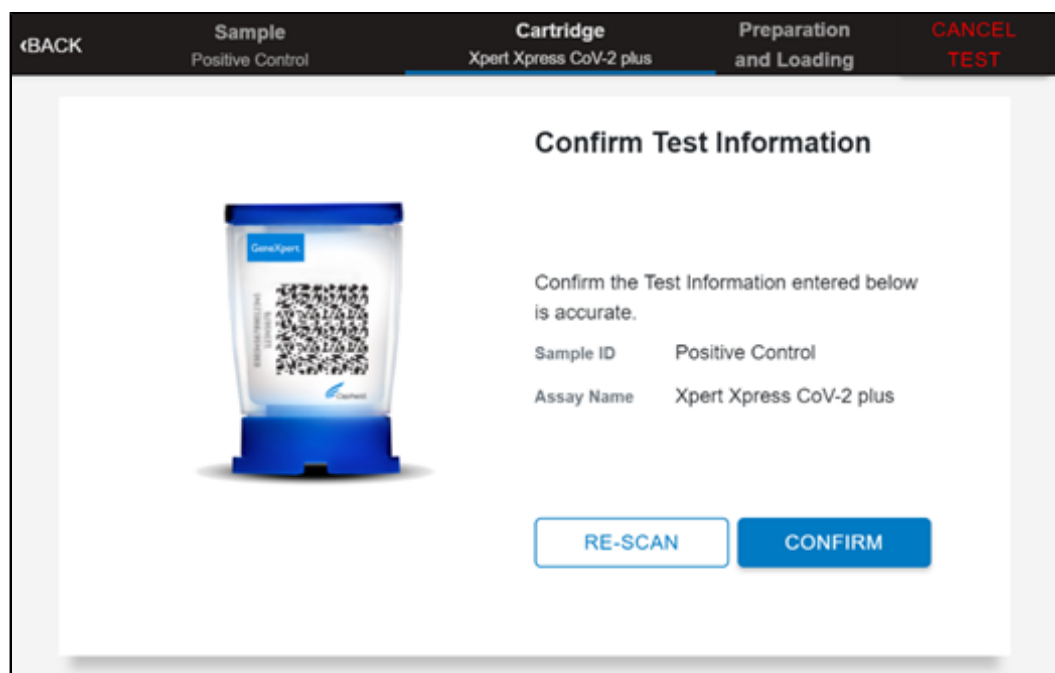 ‹BACK
Sample
Positive Control
Cartridge
Xpert Xpress CoV-2 plus
Preparation
and Loading
CANCEL
TEST
Confirm Test Information
GeneXpert
Cepheid.
Confirm the Test Information entered below
is accurate.
Sample ID Positive Control
Assay Name Xpert Xpress CoV-2 plus
RE-SCAN
CONFIRM